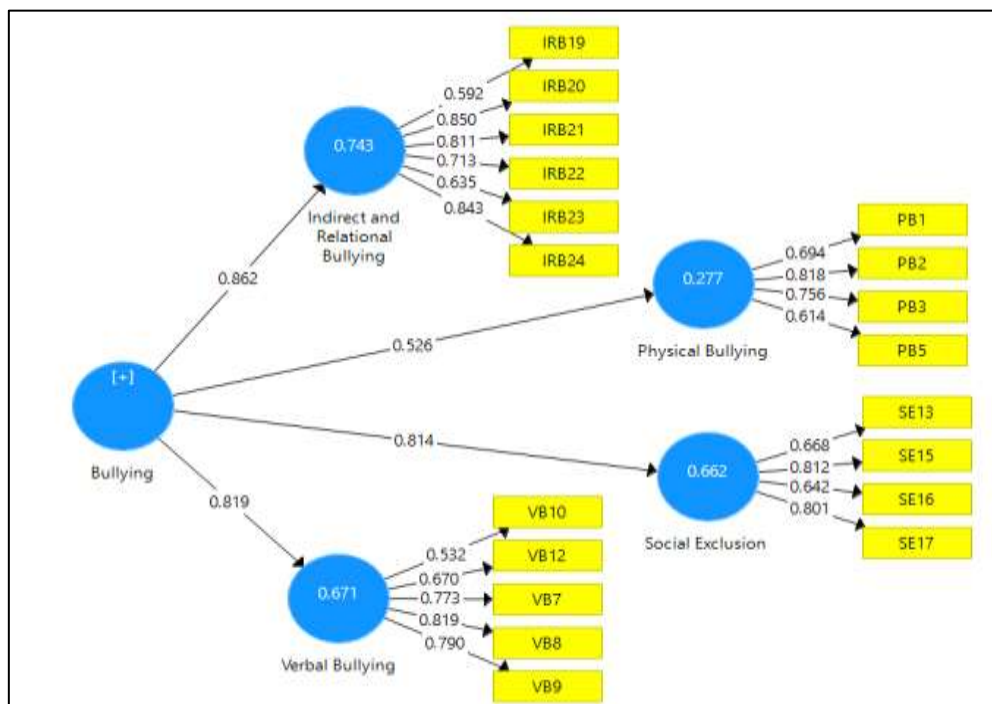 IRB19
0.592
IRB20
0.850
IRB21
0.811
0.743
0.713
IRB22
0.635
IRB23
0.843
IRB24
Indirect and
Relational
Bullying
PB1
0.694
PB2
0.818
0.277
0.756
PB3
0.614
PB5
Physical Bullying
0.862
0.526
[+]
Bullying
0.814
0.819
SE13
0.668
SE15
0.812
0.662
0.642
SE16
0.801
SE17
Social Exclusion
VB10
0.532
VB12
0.670
0.671
0.773
VB7
0.819
VB8
0.790
VB9
Verbal Bullying